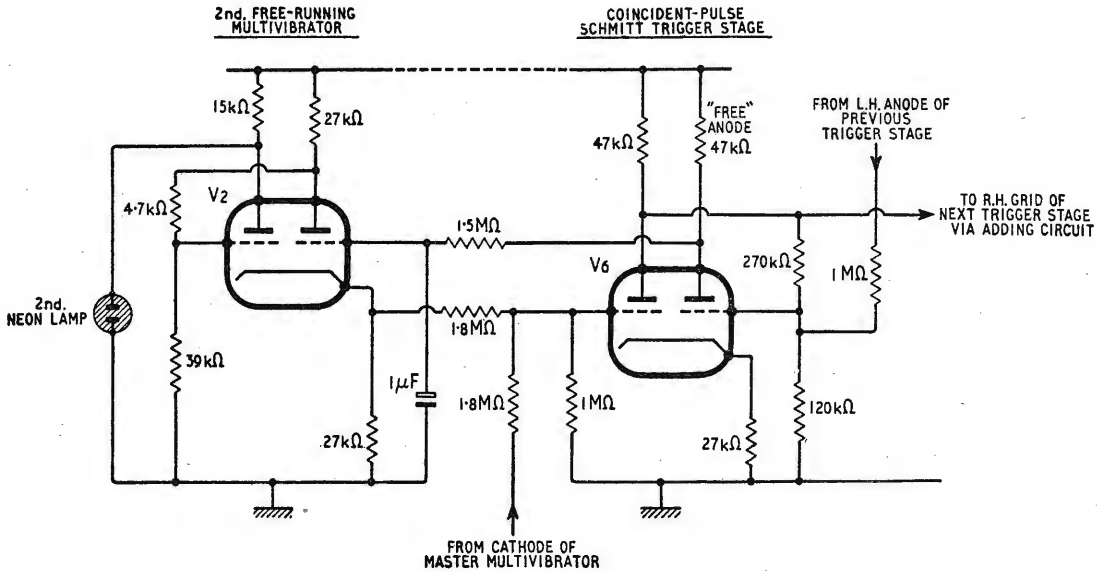 2nd. FREE-RUNNING
MULTIVIBRATOR
COINCIDENT-PULSE
SCHMITT TRIGGER STAGE
15kΩ
27kΩ
47kΩ
"FREE"
ANODE
47kΩ
FROM L.H. ANODE OF
PREVIOUS
TRIGGER STAGE
4·7kΩ
V2
1·5MΩ
V6
TO R.H. GRID OF
NEXT TRIGGER STAGE
VIA ADDING CIRCUIT
270kΩ
1MΩ
2nd.
NEON LAMP
1·8MΩ
39kΩ
1μF
1·8MΩ
1MΩ
120kΩ
27kΩ
27kΩ
FROM CATHODE OF
MASTER MULTIVIBRATOR